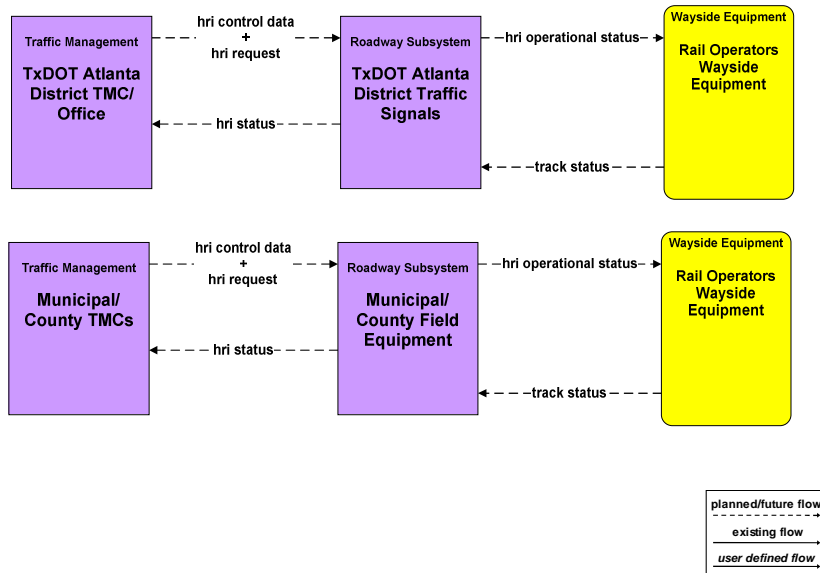 Traffic Management
TxDOT Atlanta
District TMC/
Office
hri control data
+
hri request
hri status
Roadway Subsystem
TxDOT Atlanta
District Traffic
Signals
hri operational status
track status
Wayside Equipment
Rail Operators
Wayside
Equipment
Traffic Management
Municipal/
County TMCs
hri control data
+
hri request
hri status
Roadway Subsystem
Municipal/
County Field
Equipment
hri operational status
track status
Wayside Equipment
Rail Operators
Wayside
Equipment
planned/future flow
existing flow
user defined flow